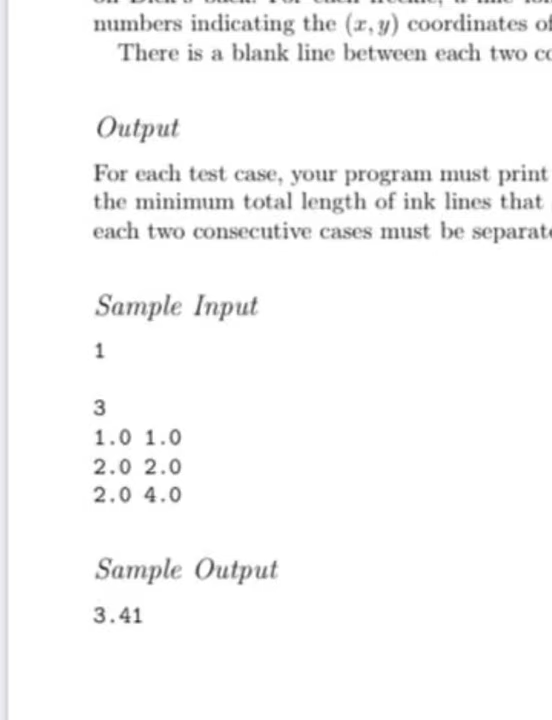 numbers indicating the (x, y) coordinates of
There is a blank line between each two
Output
For each test case, your program must print
the minimum total length of ink lines that
each two consecutive cases must be
Sample Input
1
3
1.0 1.0
2.0 2.0
2.0 4.0
Sample Output
3.41